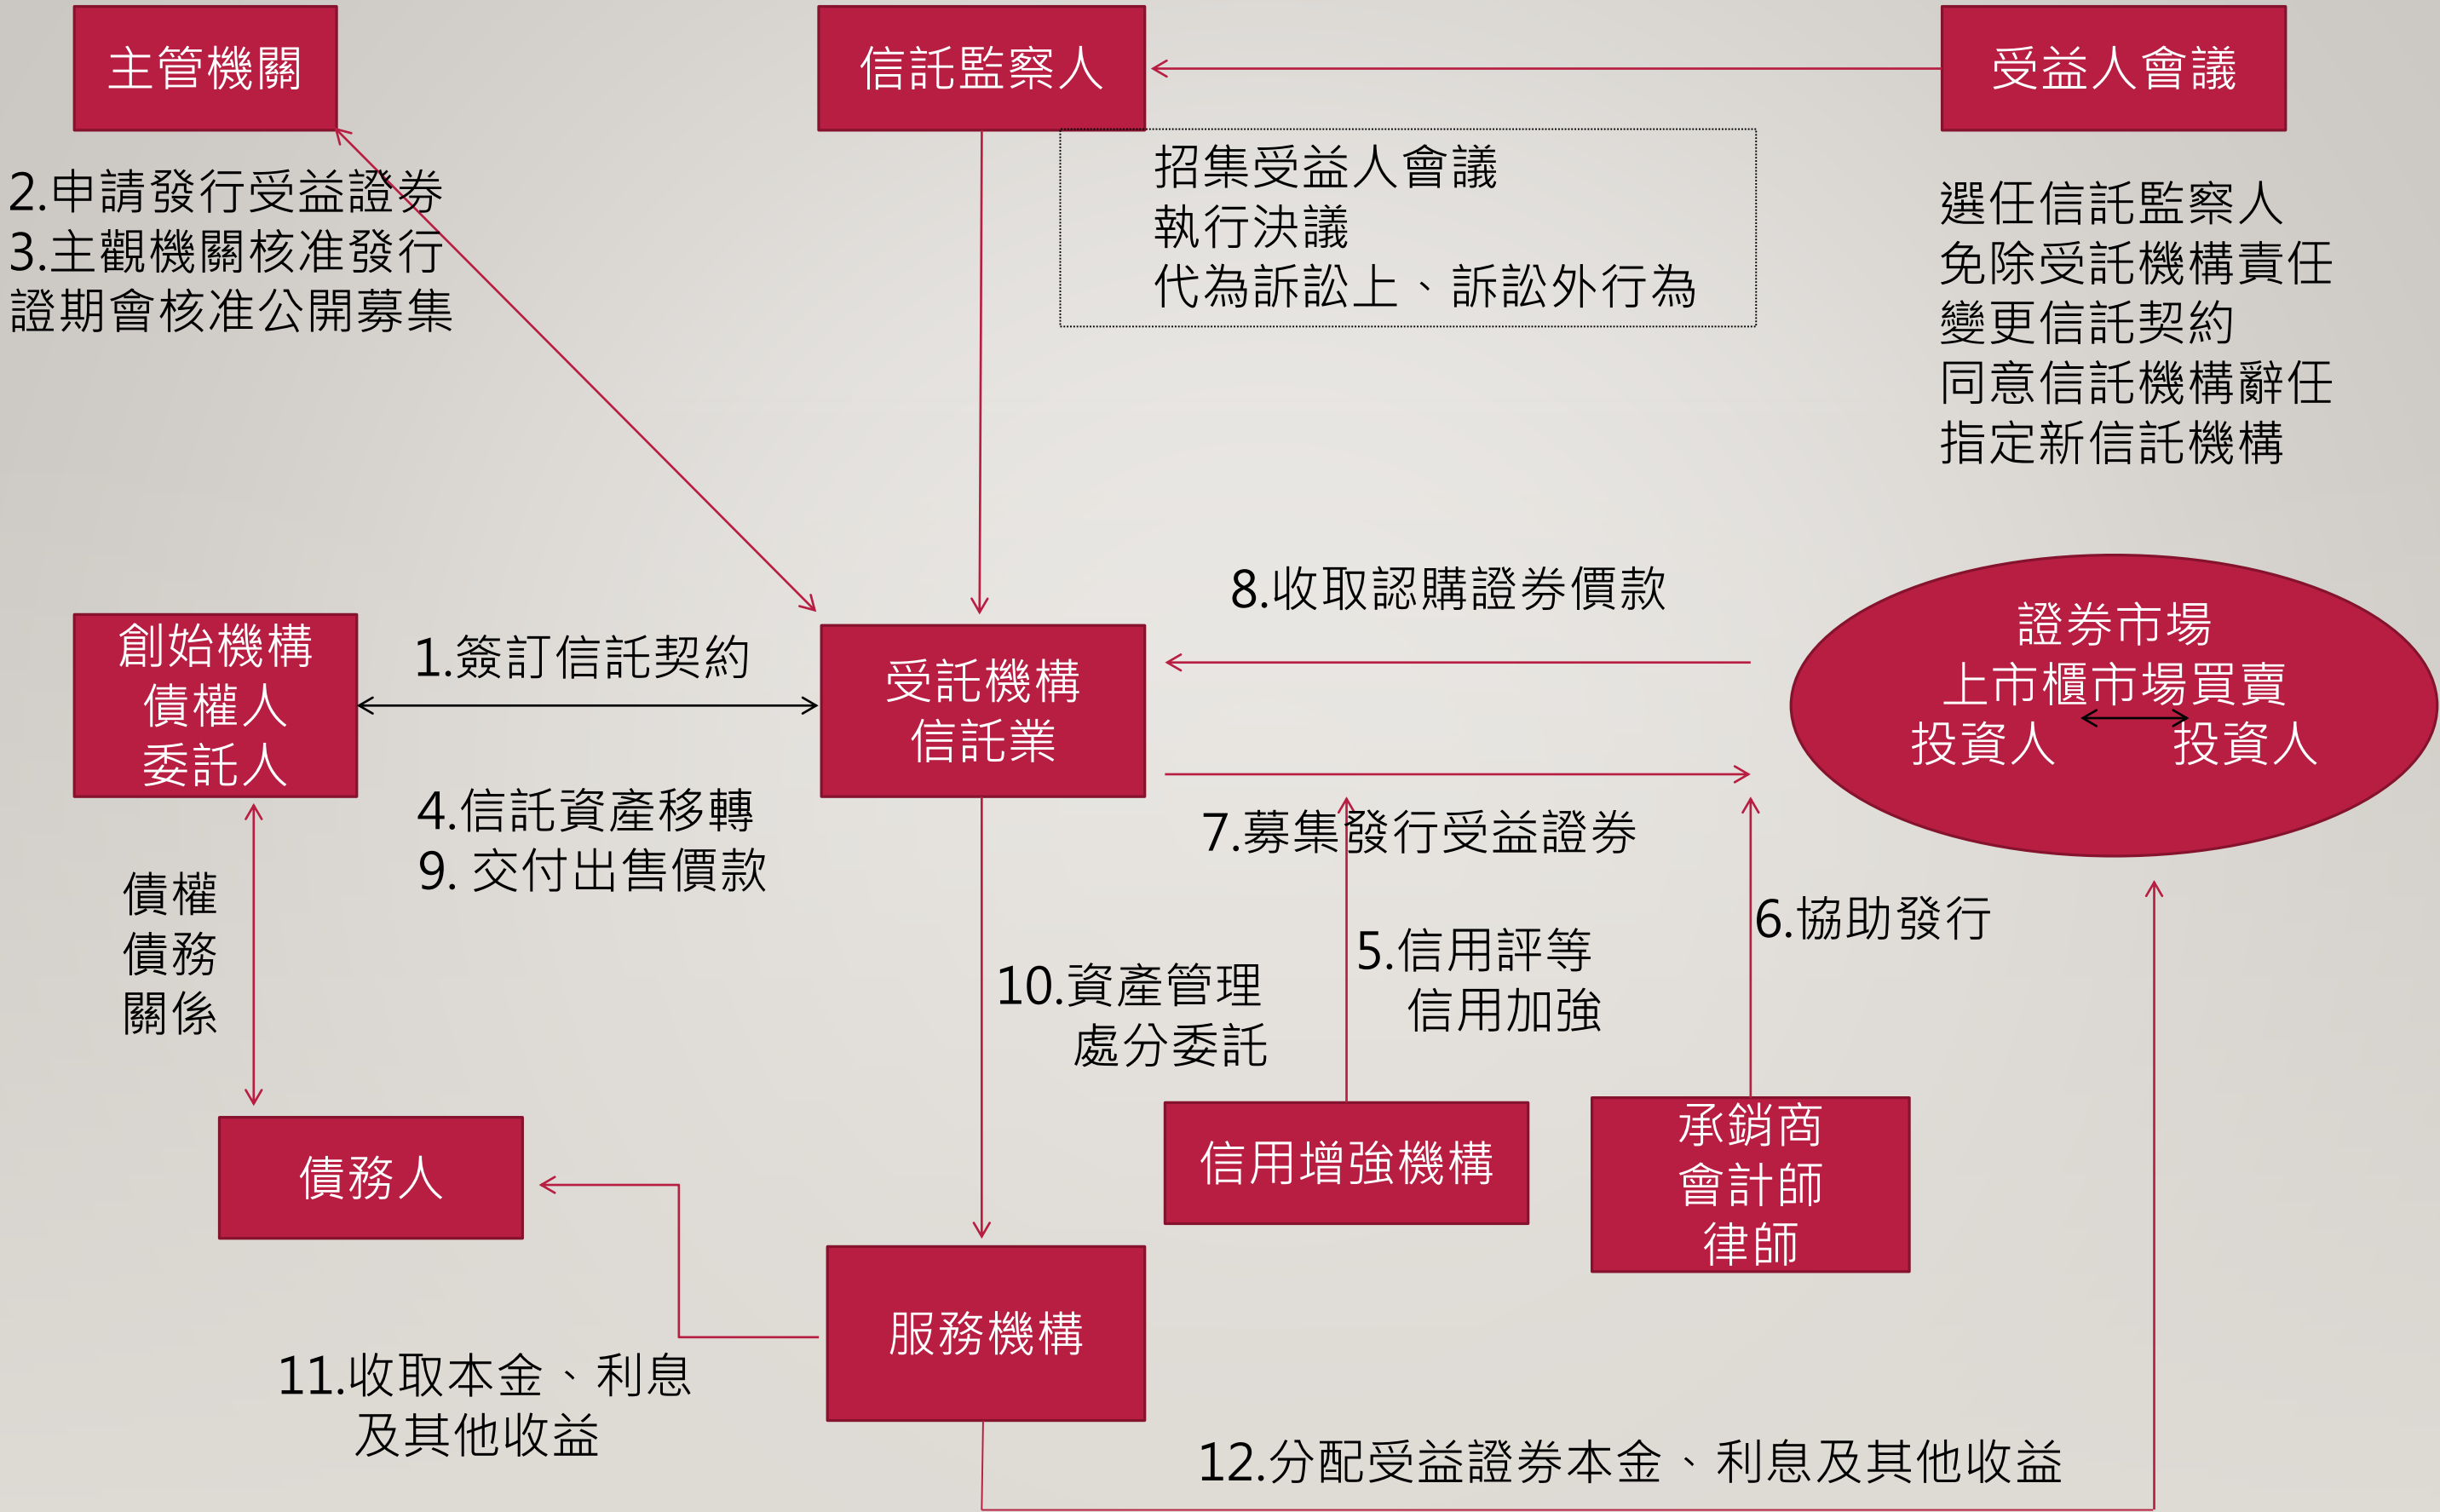 主管機關
信託監察人
受益人會議
2.申請發行受益證券
3.主觀機關核准發行
證期會核准公開募集
招集受益人會議
執行決議
代為訴訟上、訴訟外行為
選任信託監察人
免除受託機構責任
變更信託契約
同意信託機構辭任
指定新信託機構
創始機構
債權人
委託人
1.簽訂信託契約
受託機構
信託業
8.收取認購證券價款
證券市場
上市櫃市場買賣
投資人 投資人
4.信託資產移轉
9. 交付出售價款
7.募集發行受益證券
債權
債務
關係
10.資產管理
處分委託
5.信用評等
信用加強
6.協助發行
債務人
信用增強機構
承銷商
會計師
律師
服務機構
11.收取本金、利息
及其他收益
12.分配受益證券本金、利息及其他收益